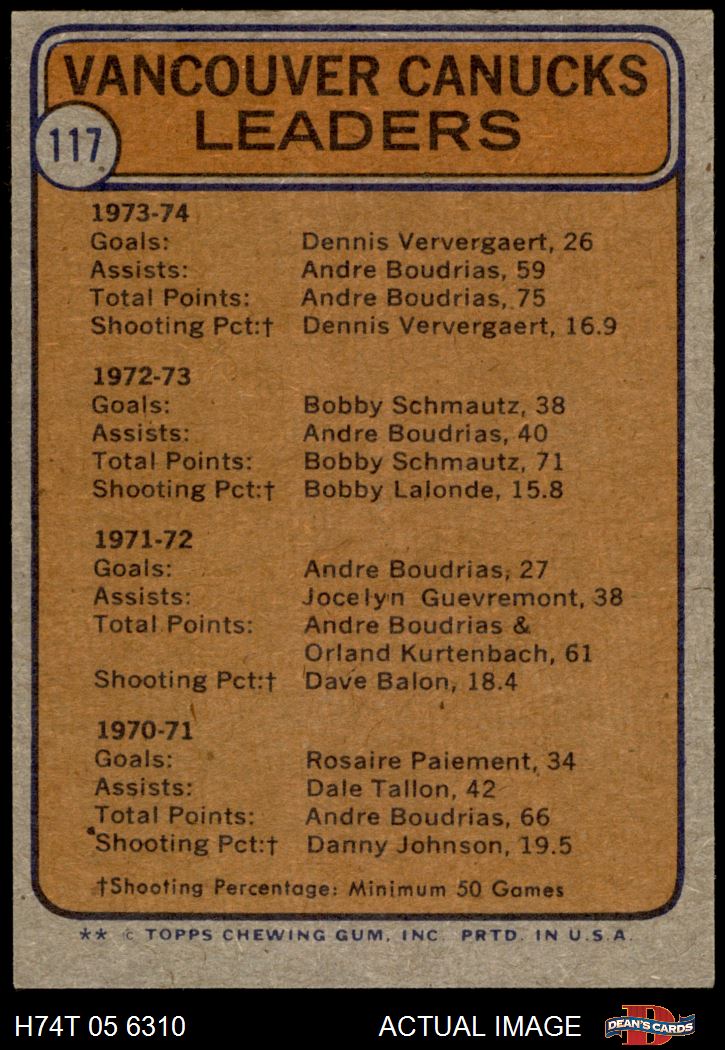 VANCOUVER CANUCKS
LEADERS
117
1973-74
Goals: Dennis Ververgaert, 26
Assists: Andre Boudrias, 59
Total Points: Andre Boudrias, 75
Shooting Pct:† Dennis Ververgaert, 16.9
1972-73
Goals: Bobby Schmautz, 38
Assists: Andre Boudrias, 40
Total Points: Bobby Schmautz, 71
Shooting Pct:† Bobby Lalonde, 15.8
1971-72
Goals: Andre Boudrias, 27
Assists: Jocelyn Guevremont, 38
Total Points: Andre Boudrias &
Orland Kurtenbach, 61
Shooting Pct:† Dave Balon, 18.4
1970-71
Goals: Rosaire Paiement, 34
Assists: Dale Tallon, 42
Total Points: Andre Boudrias, 66
Shooting Pct:† Danny Johnson, 19.5
†Shooting Percentage: Minimum 50 Games
** © TOPPS CHEWING GUM, INC. PRTD. IN U.S.A.
H74T 05 6310 ACTUAL IMAGE
D
DEAN'S CARDS